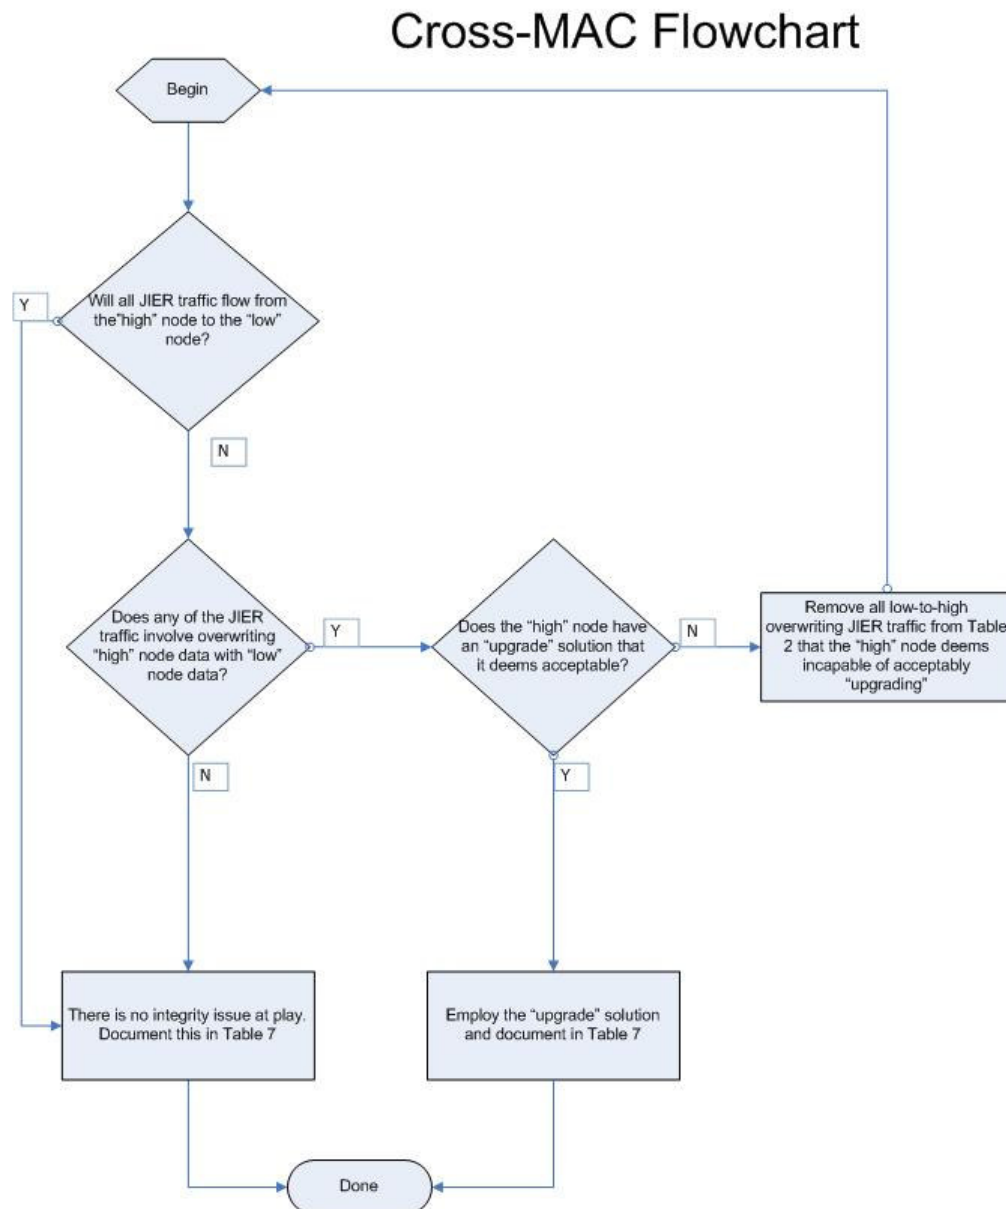 Cross-MAC Flowchart
Begin
Will all JIER traffic flow from
the"high" node to the “low”
node?
Y
N
Does any of the JIER
traffic involve overwriting
“high” node data with “low”
node data?
Y
Does the “high” node have
an “upgrade” solution that
it deems acceptable?
N
Remove all low-to-high
overwriting JIER traffic from Table
2 that the “high” node deems
incapable of acceptably
“upgrading”
N
Y
There is no integrity issue at play.
Document this in Table 7
Employ the “upgrade” solution
and document in Table 7
Done